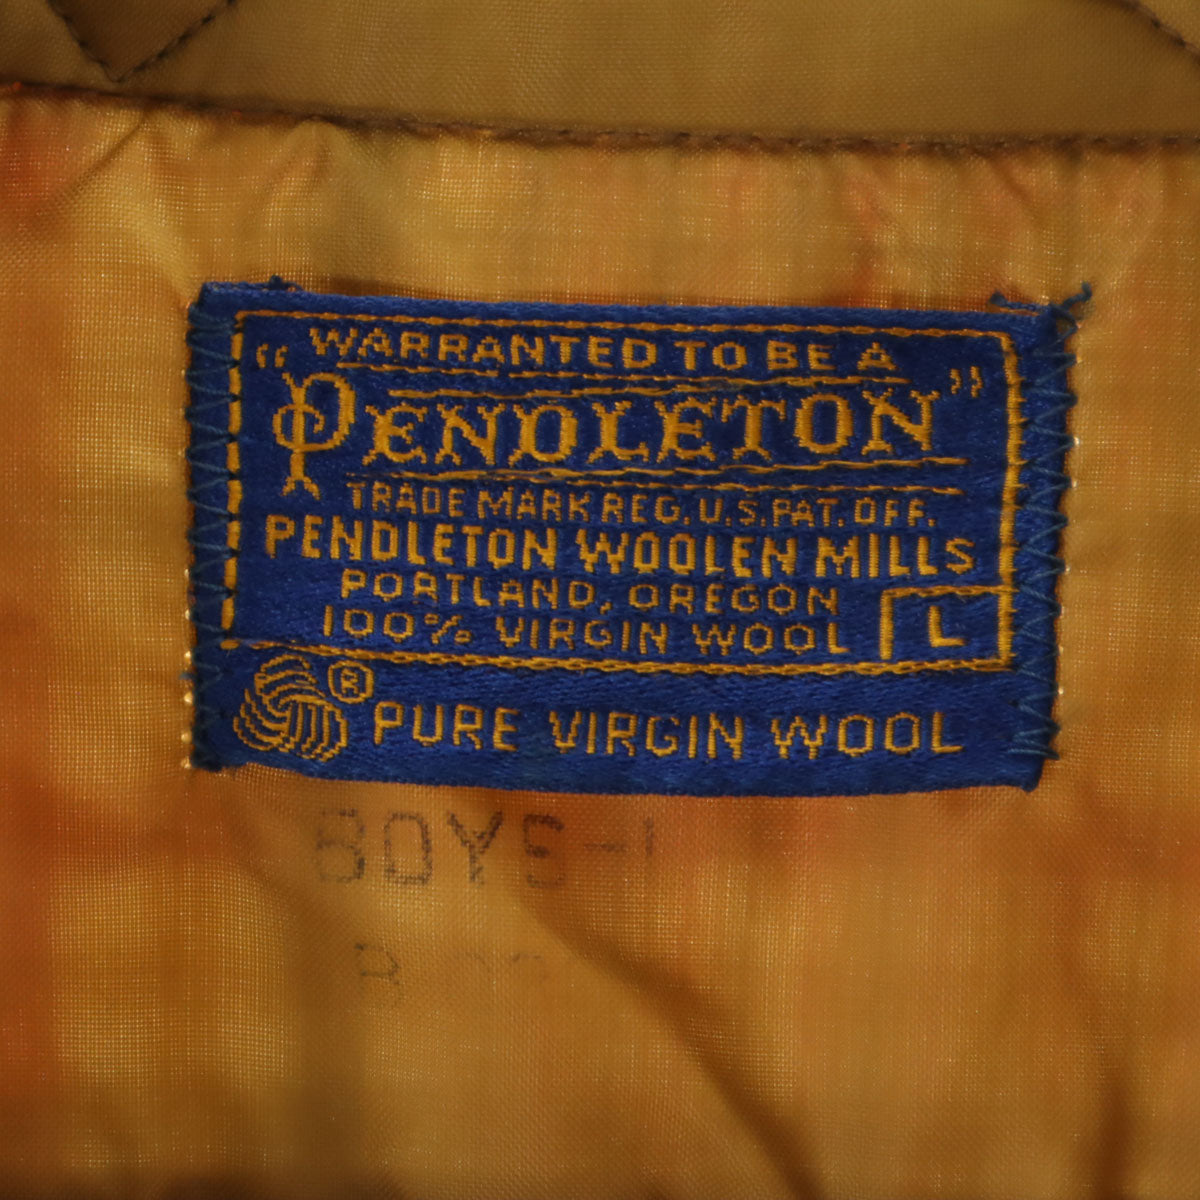 WARRANTED TO BE A
"PENDLETON"
TRADE MARK REG. U.S. PAT. OFF.
PENDLETON WOOLEN MILLS
PORTLAND, OREGON
100% VIRGIN WOOL
L
® PURE VIRGIN WOOL
BOYS-